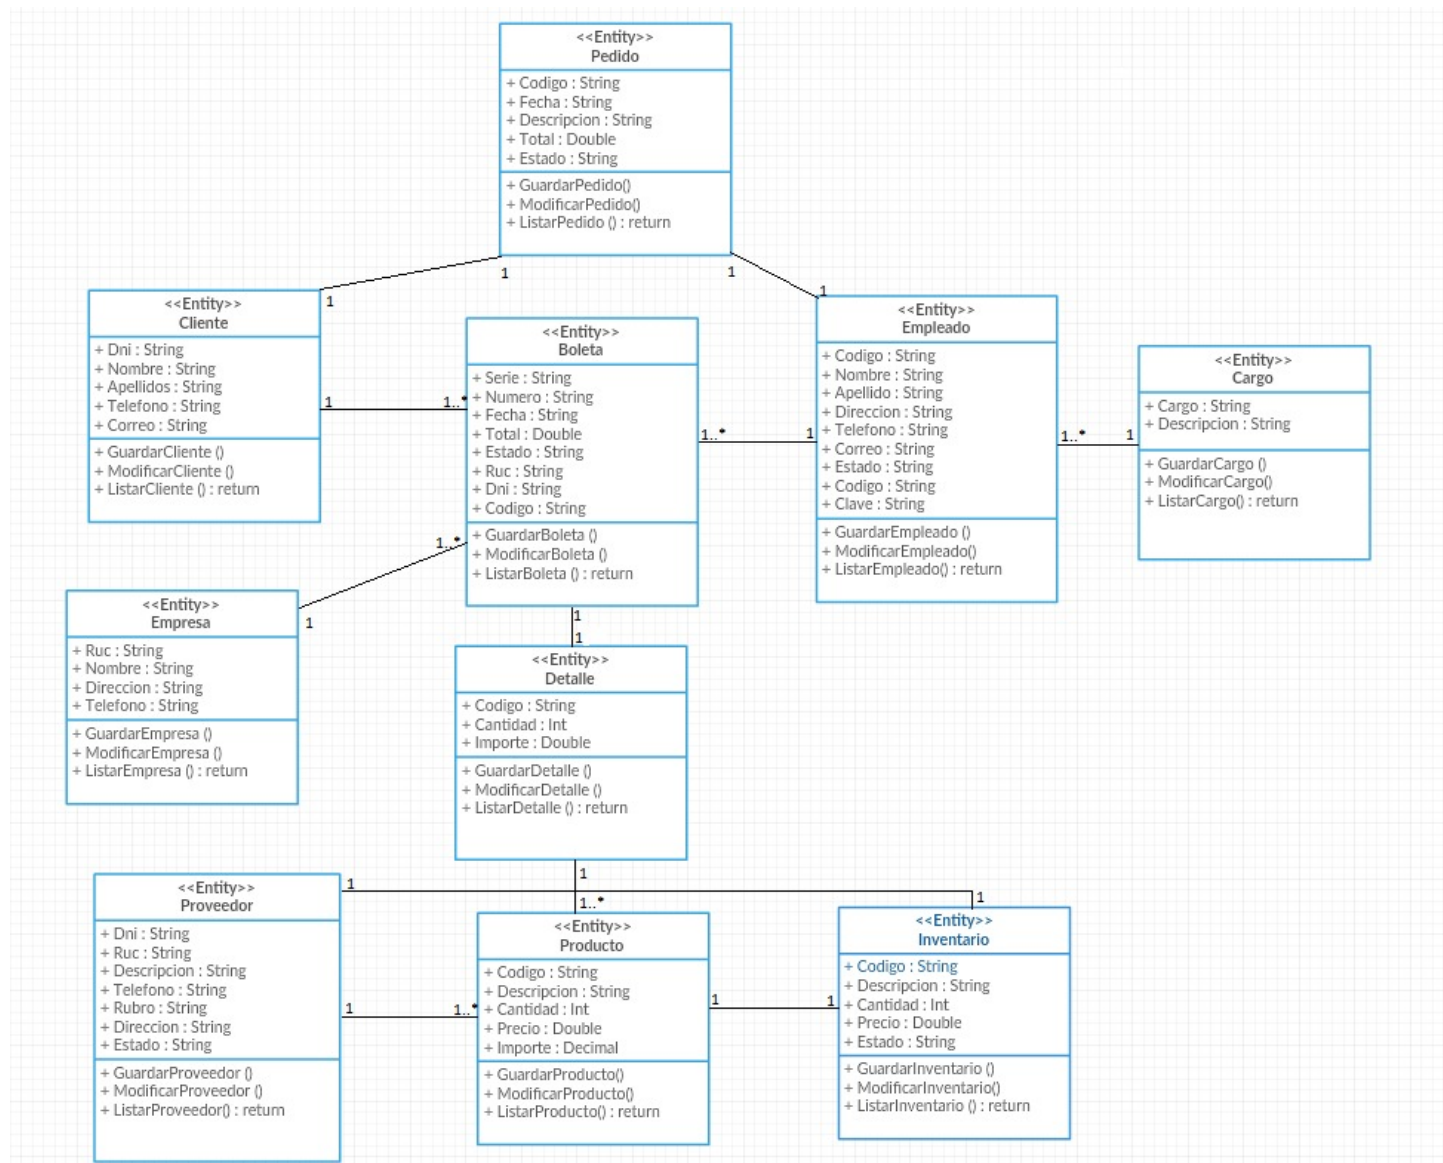 <<Entity>>
Pedido
+ Codigo : String
+ Fecha : String
+ Descripcion : String
+ Total : Double
+ Estado : String
+ GuardarPedido()
+ ModificarPedido()
+ ListarPedido () : return
1
1
1
1
<<Entity>>
Cliente
+ Dni : String
+ Nombre : String
+ Apellidos : String
+ Telefono : String
+ Correo : String
+ GuardarCliente ()
+ ModificarCliente ()
+ ListarCliente () : return
1
1..*
<<Entity>>
Boleta
+ Serie : String
+ Numero : String
+ Fecha : String
+ Total : Double
+ Estado : String
+ Ruc : String
+ Dni : String
+ Codigo : String
+ GuardarBoleta ()
+ ModificarBoleta ()
+ ListarBoleta () : return
1..*
1
<<Entity>>
Empleado
+ Codigo : String
+ Nombre : String
+ Apellido : String
+ Direccion : String
+ Telefono : String
+ Correo : String
+ Estado : String
+ Codigo : String
+ Clave : String
+ GuardarEmpleado ()
+ ModificarEmpleado()
+ ListarEmpleado() : return
1..*
1
<<Entity>>
Cargo
+ Cargo : String
+ Descripcion : String
+ GuardarCargo ()
+ ModificarCargo()
+ ListarCargo() : return
1..*
1
<<Entity>>
Empresa
+ Ruc : String
+ Nombre : String
+ Direccion : String
+ Telefono : String
+ GuardarEmpresa ()
+ ModificarEmpresa ()
+ ListarEmpresa () : return
1
1
<<Entity>>
Detalle
+ Codigo : String
+ Cantidad : Int
+ Importe : Double
+ GuardarDetalle ()
+ ModificarDetalle ()
+ ListarDetalle () : return
1
1..*
1
1
<<Entity>>
Proveedor
+ Dni : String
+ Ruc : String
+ Descripcion : String
+ Telefono : String
+ Rubro : String
+ Direccion : String
+ Estado : String
+ GuardarProveedor ()
+ ModificarProveedor ()
+ ListarProveedor() : return
1
1..*
<<Entity>>
Producto
+ Codigo : String
+ Descripcion : String
+ Cantidad : Int
+ Precio : Double
+ Importe : Decimal
+ GuardarProducto()
+ ModificarProducto()
+ ListarProducto() : return
1
1
<<Entity>>
Inventario
+ Codigo : String
+ Descripcion : String
+ Cantidad : Int
+ Precio : Double
+ Estado : String
+ GuardarInventario ()
+ ModificarInventario()
+ ListarInventario () : return